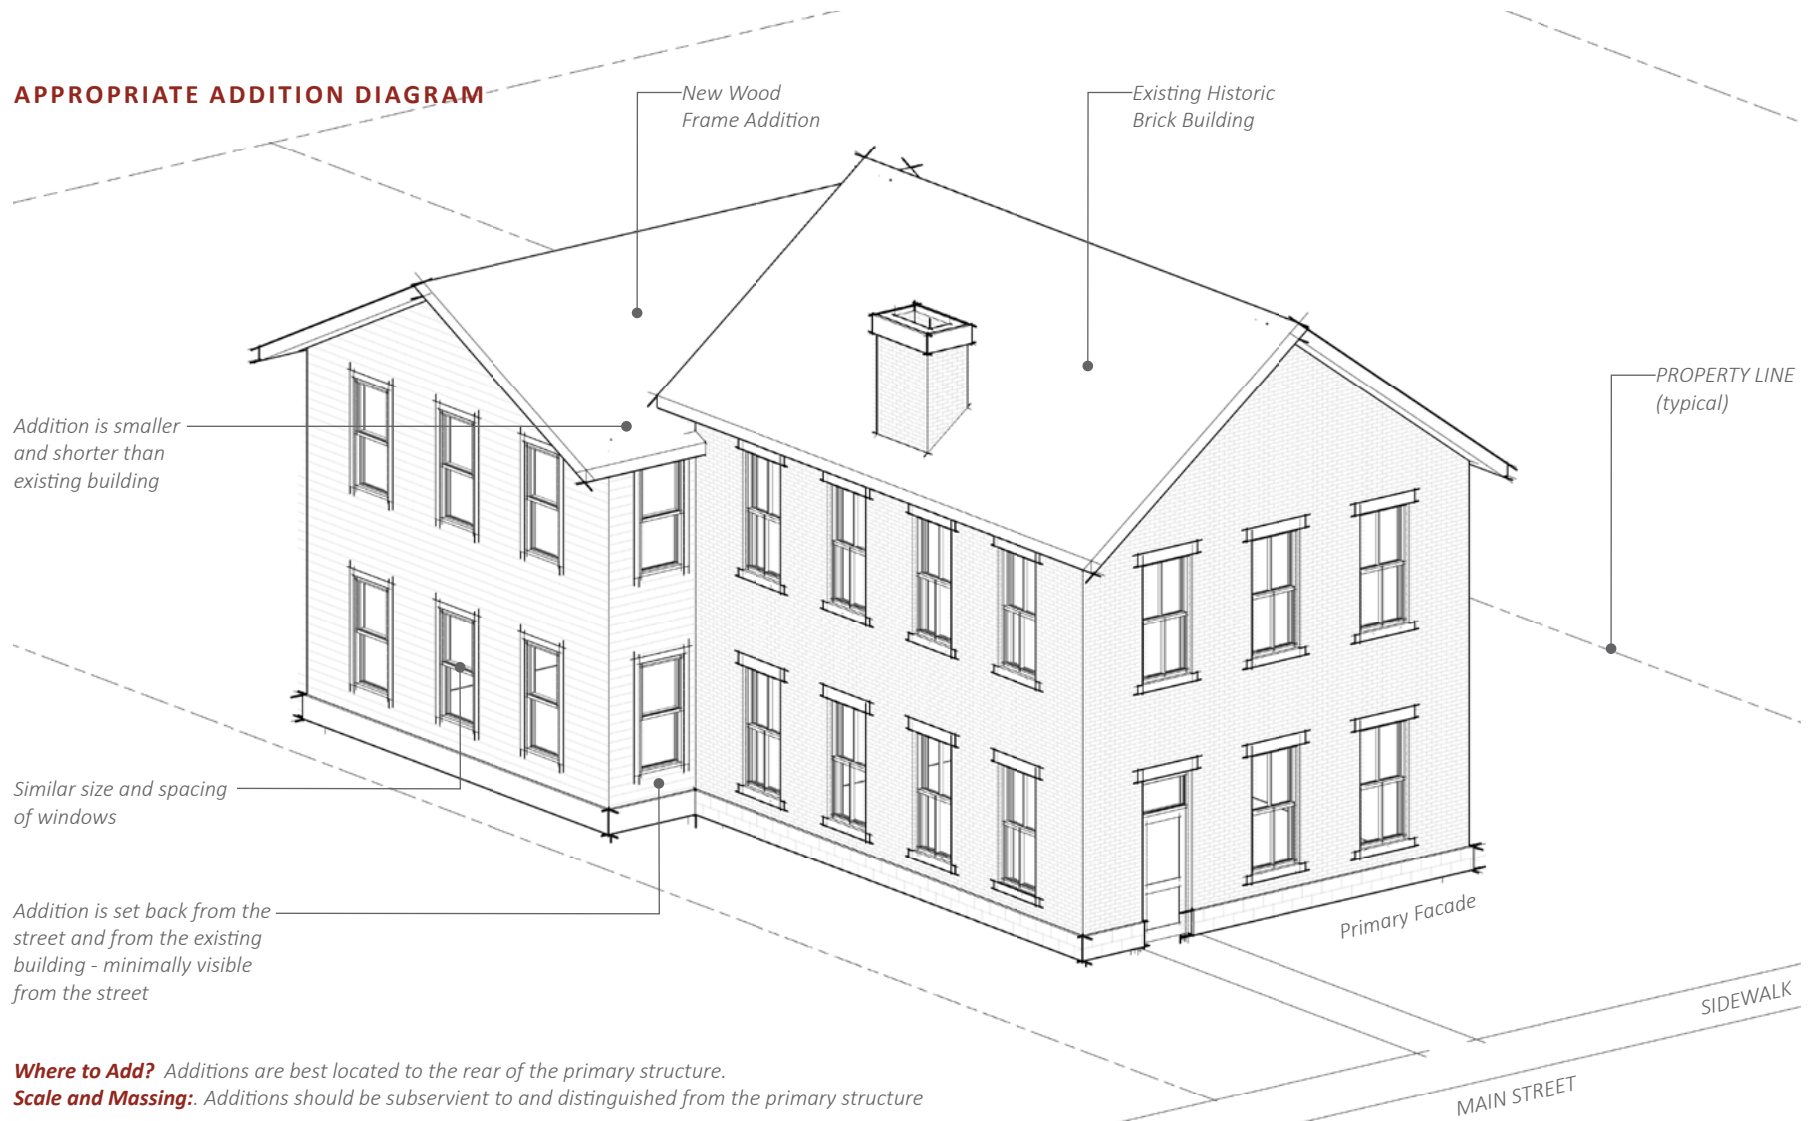 APPROPRIATE ADDITION DIAGRAM
New Wood
Frame Addition
Existing Historic
Brick Building
PROPERTY LINE
(typical)
Addition is smaller
and shorter than
existing building
Similar size and spacing
of windows
Addition is set back from the
street and from the existing
building - minimally visible
from the street
Primary Facade
SIDEWALK
MAIN STREET
Where to Add? Additions are best located to the rear of the primary structure.
Scale and Massing:. Additions should be subservient to and distinguished from the primary structure